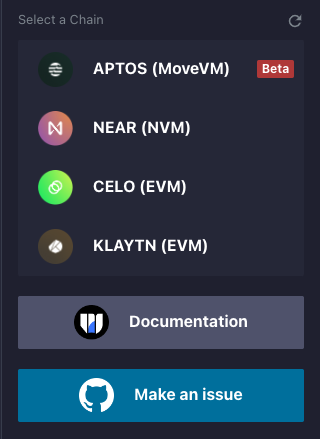 Select a Chain
APTOS (MoveVM) Beta
NEAR (NVM)
CELO (EVM)
KLAYTN (EVM)
Documentation
Make an issue